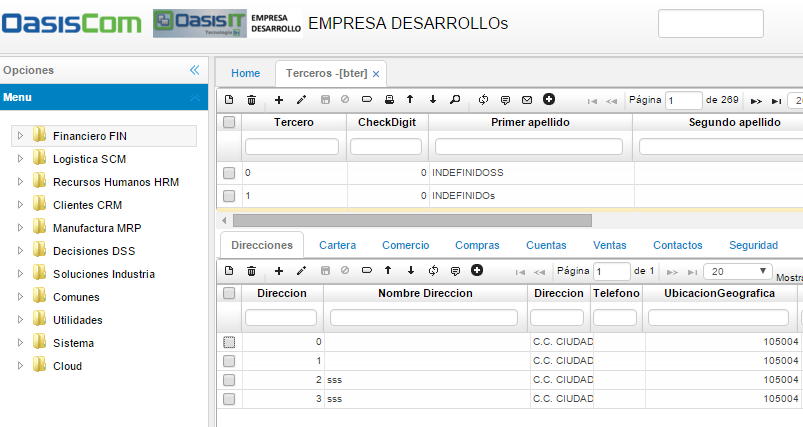 OasisCom OasisIT Tecnología EMPRESA DESARROLLO EMPRESA DESARROLLOs
Opciones
Menu
Financiero FIN
Logistica SCM
Recursos Humanos HRM
Clientes CRM
Manufactura MRP
Decisiones DSS
Soluciones Industria
Comunes
Utilidades
Sistema
Cloud
Home Terceros -[bter] ×
Página 1 de 269
Tercero CheckDigit Primer apellido Segundo apellido
0 0 INDEFINIDOSS
1 0 INDEFINIDOs
Direcciones Cartera Comercio Compras Cuentas Ventas Contactos Seguridad
Página 1 de 1 20 Mostra
Direccion Nombre Direccion Direccion Telefono UbicacionGeografica
0 C.C. CIUDAD 105004
1 C.C. CIUDAD 105004
2 sss C.C. CIUDAD 105004
3 sss C.C. CIUDAD 105004